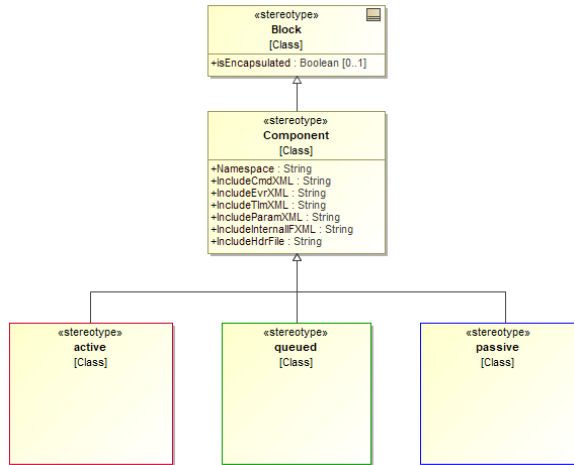 «stereotype»
Block
[Class]
+isEncapsulated : Boolean [0..1]
«stereotype»
Component
[Class]
+Namespace : String
+IncludeCmdXML : String
+IncludeEvrXML : String
+IncludeTlmXML : String
+IncludeParamXML : String
+IncludeInternalIFXML : String
+IncludeHdrFile : String
«stereotype»
active
[Class]
«stereotype»
queued
[Class]
«stereotype»
passive
[Class]